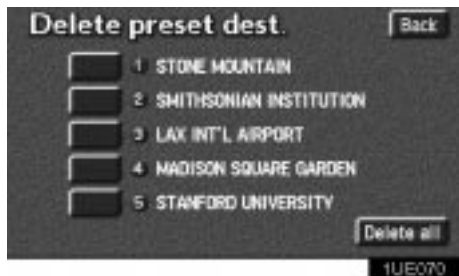 Delete preset dest.
Back
1 STONE MOUNTAIN
2 SMITHSONIAN INSTITUTION
3 LAX INT'L AIRPORT
4 MADISON SQUARE GARDEN
5 STANFORD UNIVERSITY
Delete all
1UE070